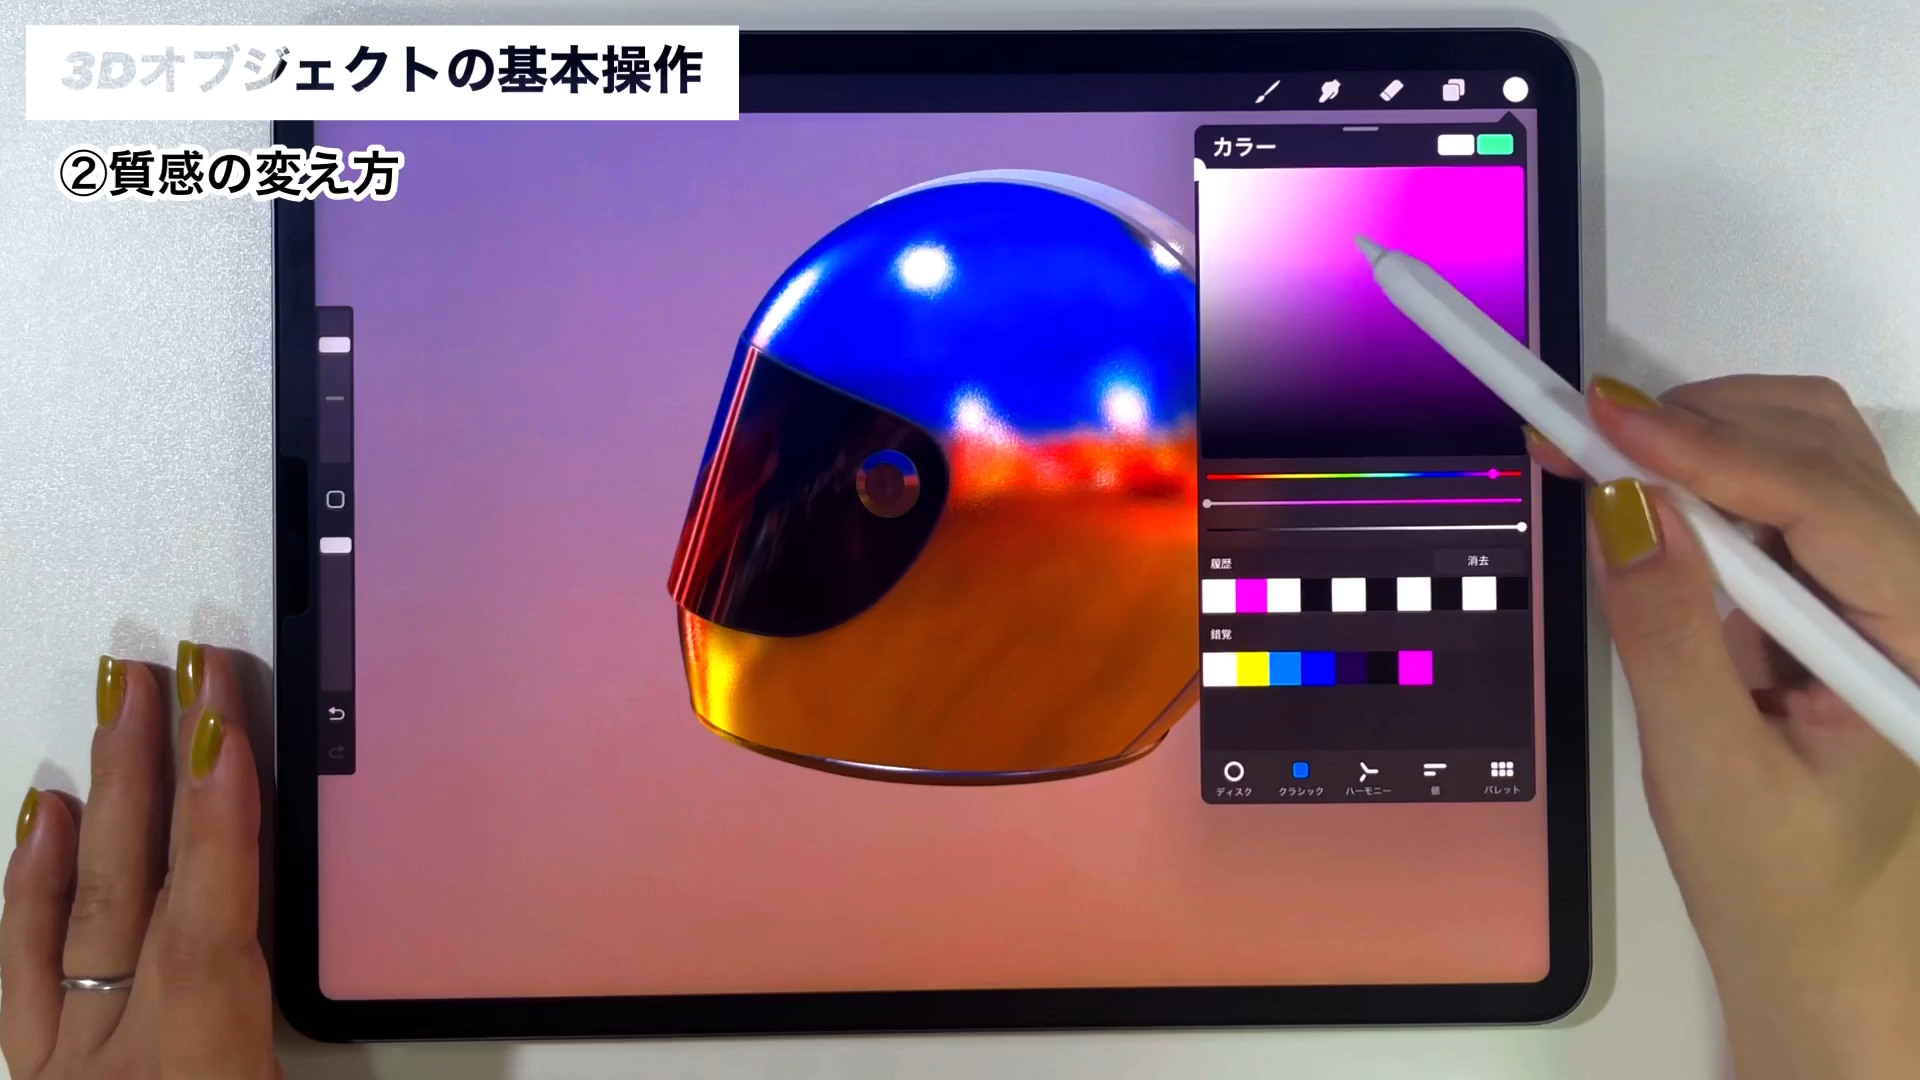 3Dオブジェクトの基本操作
②質感の変え方
カラー
履歴
消去
錯覚
ディスク
クラシック
ハーモニー
値
パレット